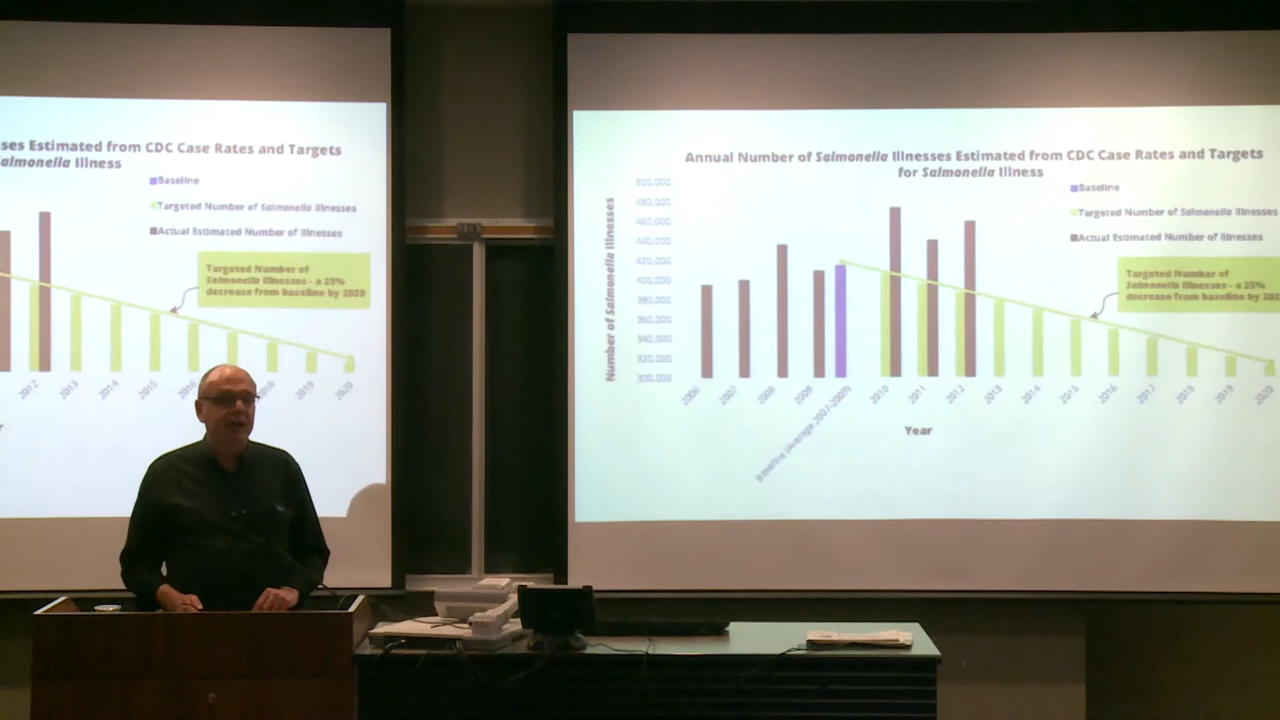 ses Estimated from CDC Case Rates and Targets
almonella Illness
Baseline
Targeted Number of Salmonella Illnesses
Actual Estimated Number of Illnesses
Targeted Number of
Salmonella Illnesses - a 25%
decrease from baseline by 2020
2012
2013
2014
2015
2016
2018
2019
2020
Annual Number of Salmonella Illnesses Estimated from CDC Case Rates and Targets
for Salmonella Illness
Number of Salmonella Illnesses
500,000
480,000
460,000
440,000
420,000
400,000
380,000
360,000
340,000
320,000
300,000
Baseline
Targeted Number of Salmonella Illnesses
Actual Estimated Number of Illnesses
Targeted Number of
Salmonella Illnesses - a 25%
decrease from baseline by 202
2006
2007
2008
2009
Baseline (Average 2007-2009)
2010
2011
2012
2013
2014
2015
2016
2017
2018
2019
2020
Year